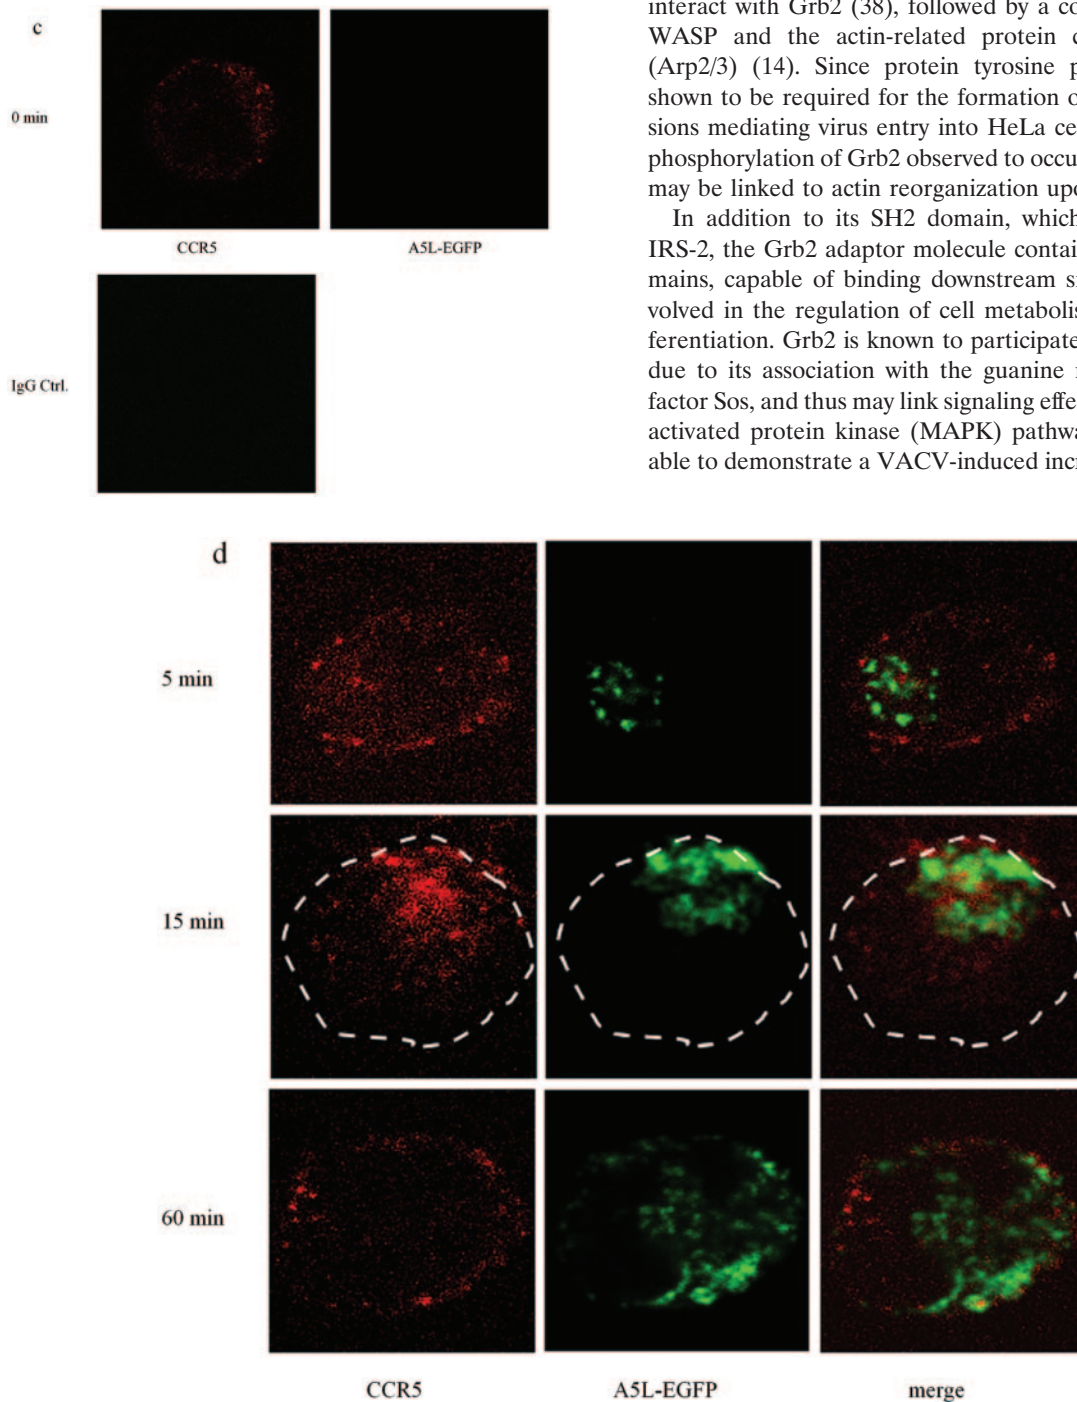 c
0 min
CCR5
A5L-EGFP
IgG Ctrl.
interact with Grb2 (38), followed by a co
WASP and the actin-related protein c
(Arp2/3) (14). Since protein tyrosine p
shown to be required for the formation o
sions mediating virus entry into HeLa ce
phosphorylation of Grb2 observed to occu
may be linked to actin reorganization upo
In addition to its SH2 domain, which
IRS-2, the Grb2 adaptor molecule contai
mains, capable of binding downstream si
volved in the regulation of cell metabolis
ferentiation. Grb2 is known to participate
due to its association with the guanine n
factor Sos, and thus may link signaling effe
activated protein kinase (MAPK) pathwa
able to demonstrate a VACV-induced incr
d
5 min
15 min
60 min
CCR5
A5L-EGFP
merge